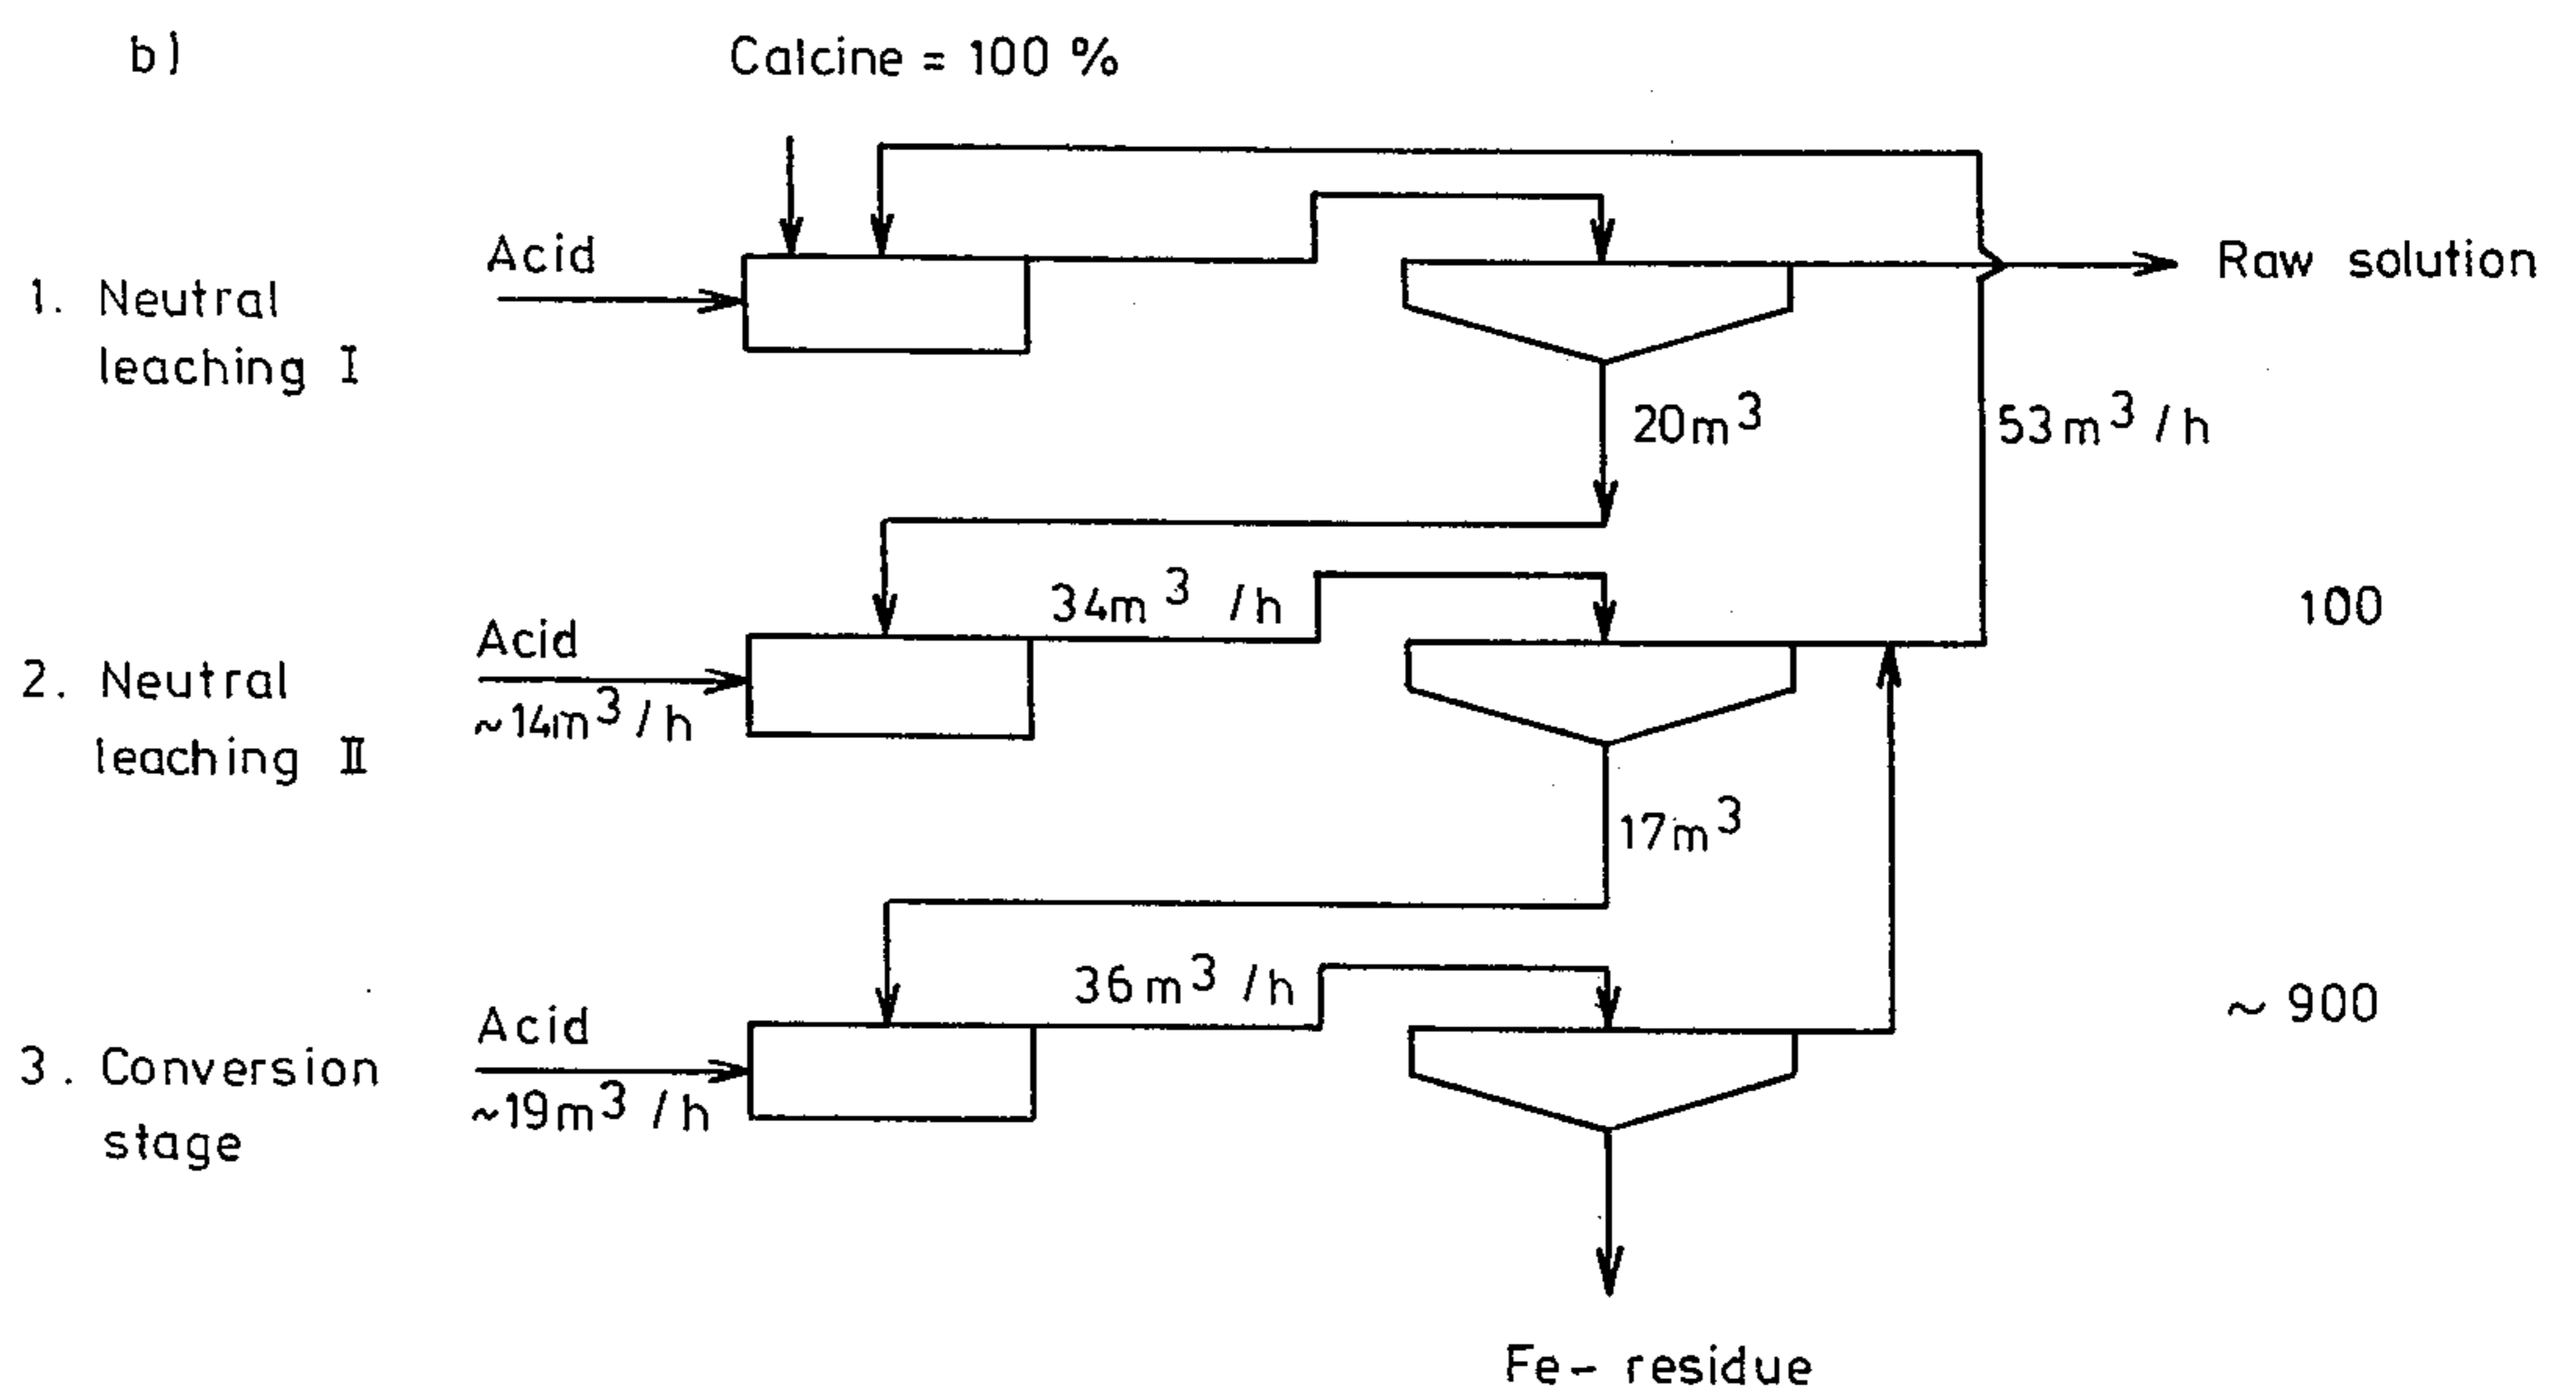 b)
Calcine = 100 %
Acid
Raw solution
1. Neutral
leaching I
20m³
53m³/h
34m³ /h
100
Acid
2. Neutral
~14m³/h
leaching II
17m³
36m³ /h
~ 900
Acid
3. Conversion
~19m³ /h
stage
Fe- residue